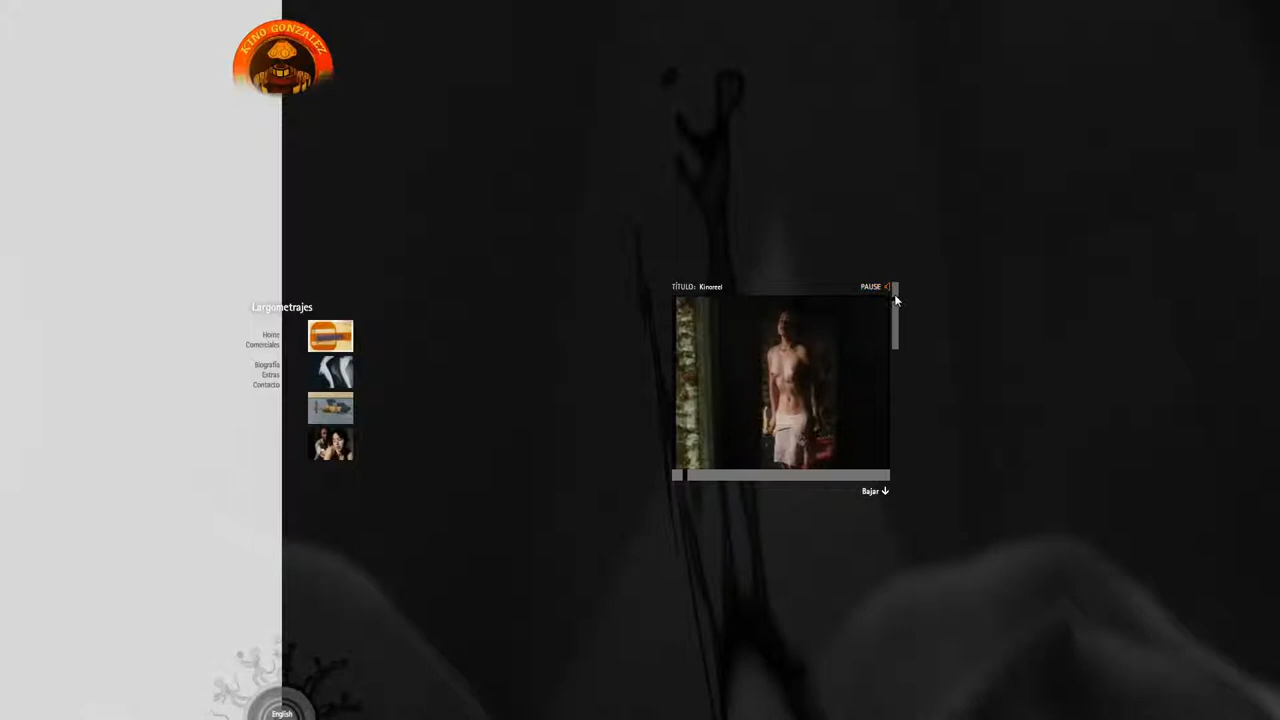 KINO GONZALEZ
TÍTULO: Kinoreel
PAUSE
Largometrajes
Home
Comerciales
Biografía
Extras
Contacto
Bajar
English